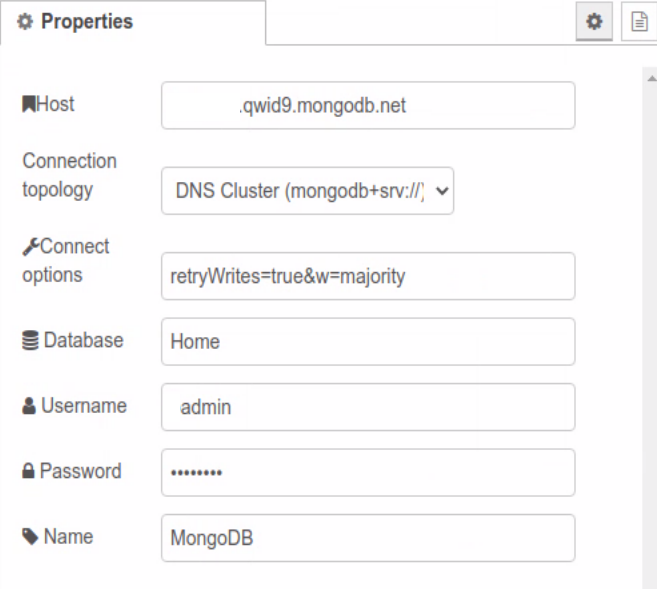 Properties
Host
.qwid9.mongodb.net
Connection
topology
DNS Cluster (mongodb+srv://)
Connect
options
retryWrites=true&w=majority
Database
Home
Username
admin
Password
••••••••
Name
MongoDB